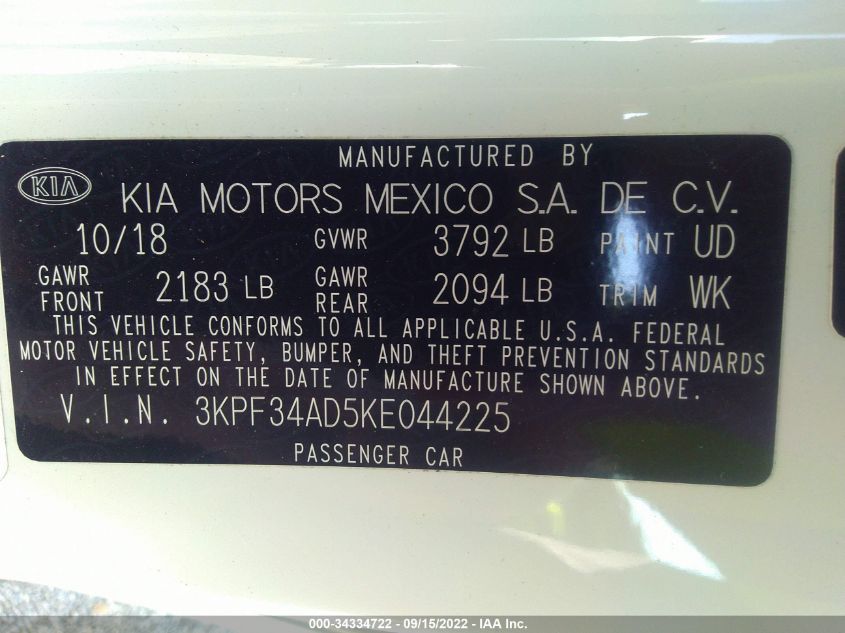 MANUFACTURED BY
KIA KIA MOTORS MEXICO S.A. DE C.V.
10/18 GVWR 3792 LB PAINT UD
GAWR FRONT 2183 LB GAWR REAR 2094 LB TRIM WK
THIS VEHICLE CONFORMS TO ALL APPLICABLE U.S.A. FEDERAL
MOTOR VEHICLE SAFETY, BUMPER, AND THEFT PREVENTION STANDARDS
IN EFFECT ON THE DATE OF MANUFACTURE SHOWN ABOVE.
V.I.N. 3KPF34AD5KE044225
PASSENGER CAR
000-34334722 - 09/15/2022 - IAA Inc.